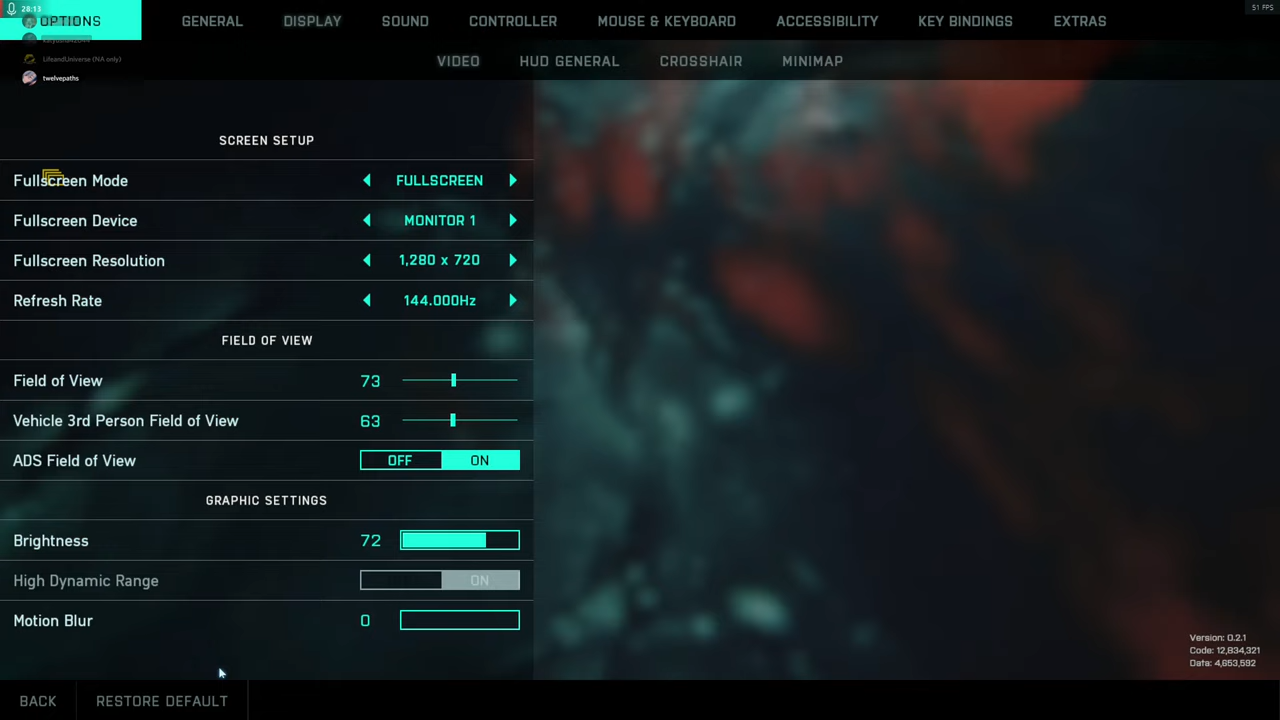 28:13
51 FPS
OPTIONS
GENERAL
DISPLAY
SOUND
CONTROLLER
MOUSE & KEYBOARD
ACCESSIBILITY
KEY BINDINGS
EXTRAS
LifeandUniverse (NA only)
twelvepaths
VIDEO
HUD GENERAL
CROSSHAIR
MINIMAP
SCREEN SETUP
Fullscreen Mode FULLSCREEN
Fullscreen Device MONITOR 1
Fullscreen Resolution 1,280 x 720
Refresh Rate 144.000Hz
FIELD OF VIEW
Field of View 73
Vehicle 3rd Person Field of View 63
ADS Field of View OFF ON
GRAPHIC SETTINGS
Brightness 72
High Dynamic Range ON
Motion Blur 0
Version: 0.2.1
Code: 12,834,321
Data: 4,653,592
BACK
RESTORE DEFAULT